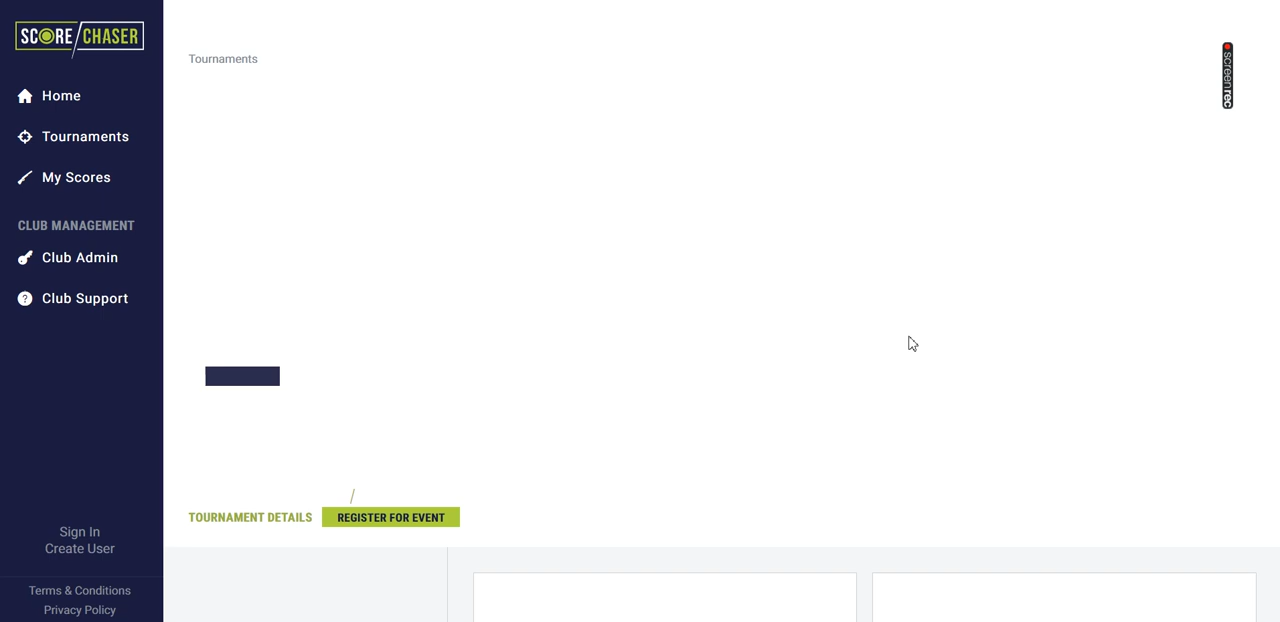 SCORE/CHASER
Home
Tournaments
My Scores
CLUB MANAGEMENT
Club Admin
? Club Support
Sign In
Create User
Terms & Conditions
Privacy Policy
Tournaments
/
TOURNAMENT DETAILS
REGISTER FOR EVENT
screenrec